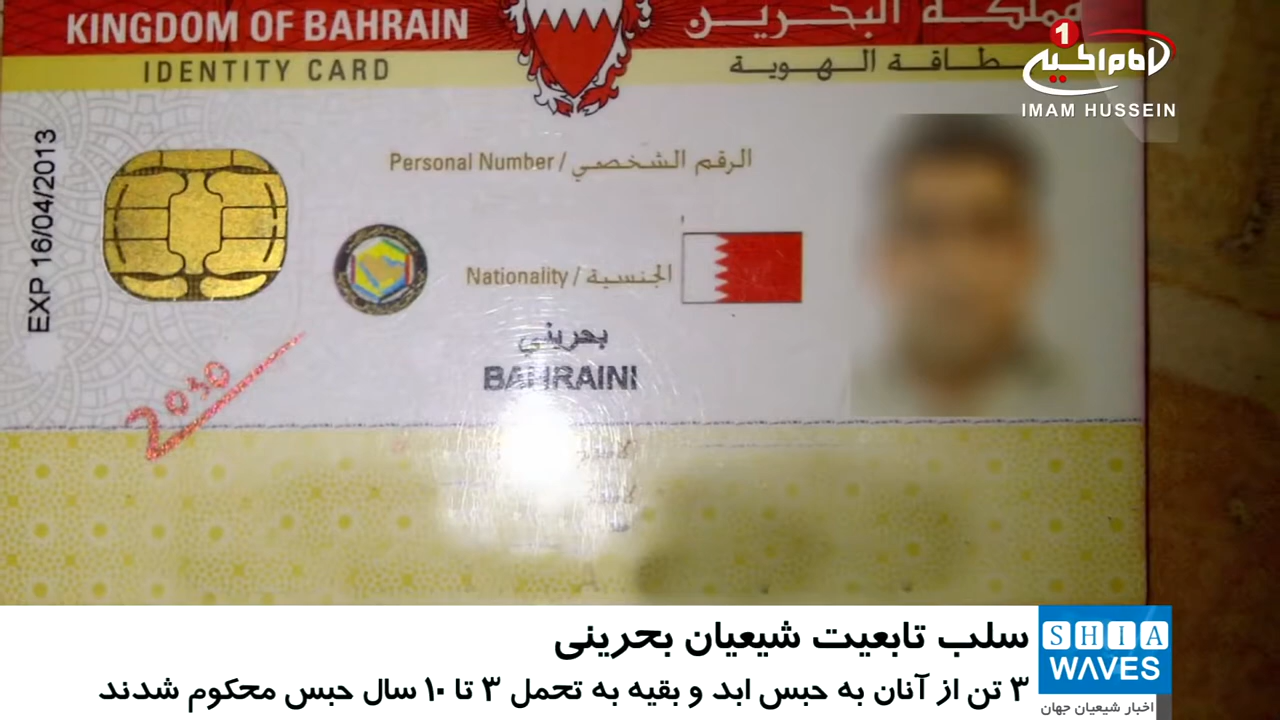 KINGDOM OF BAHRAIN
مملكة البحرين
IDENTITY CARD
بطاقة الهوية
1
امام حسین
IMAM HUSSEIN
EXP 16/04/2013
Personal Number / الرقم الشخصي
Nationality / الجنسية
بحريني
BAHRAINI
2030
سلب تابعیت شیعیان بحرینی
۳ تن از آنان به حبس ابد و بقیه به تحمل ۳ تا ۱۰ سال حبس محکوم شدند
SHIA
WAVES
اخبار شیعیان جهان